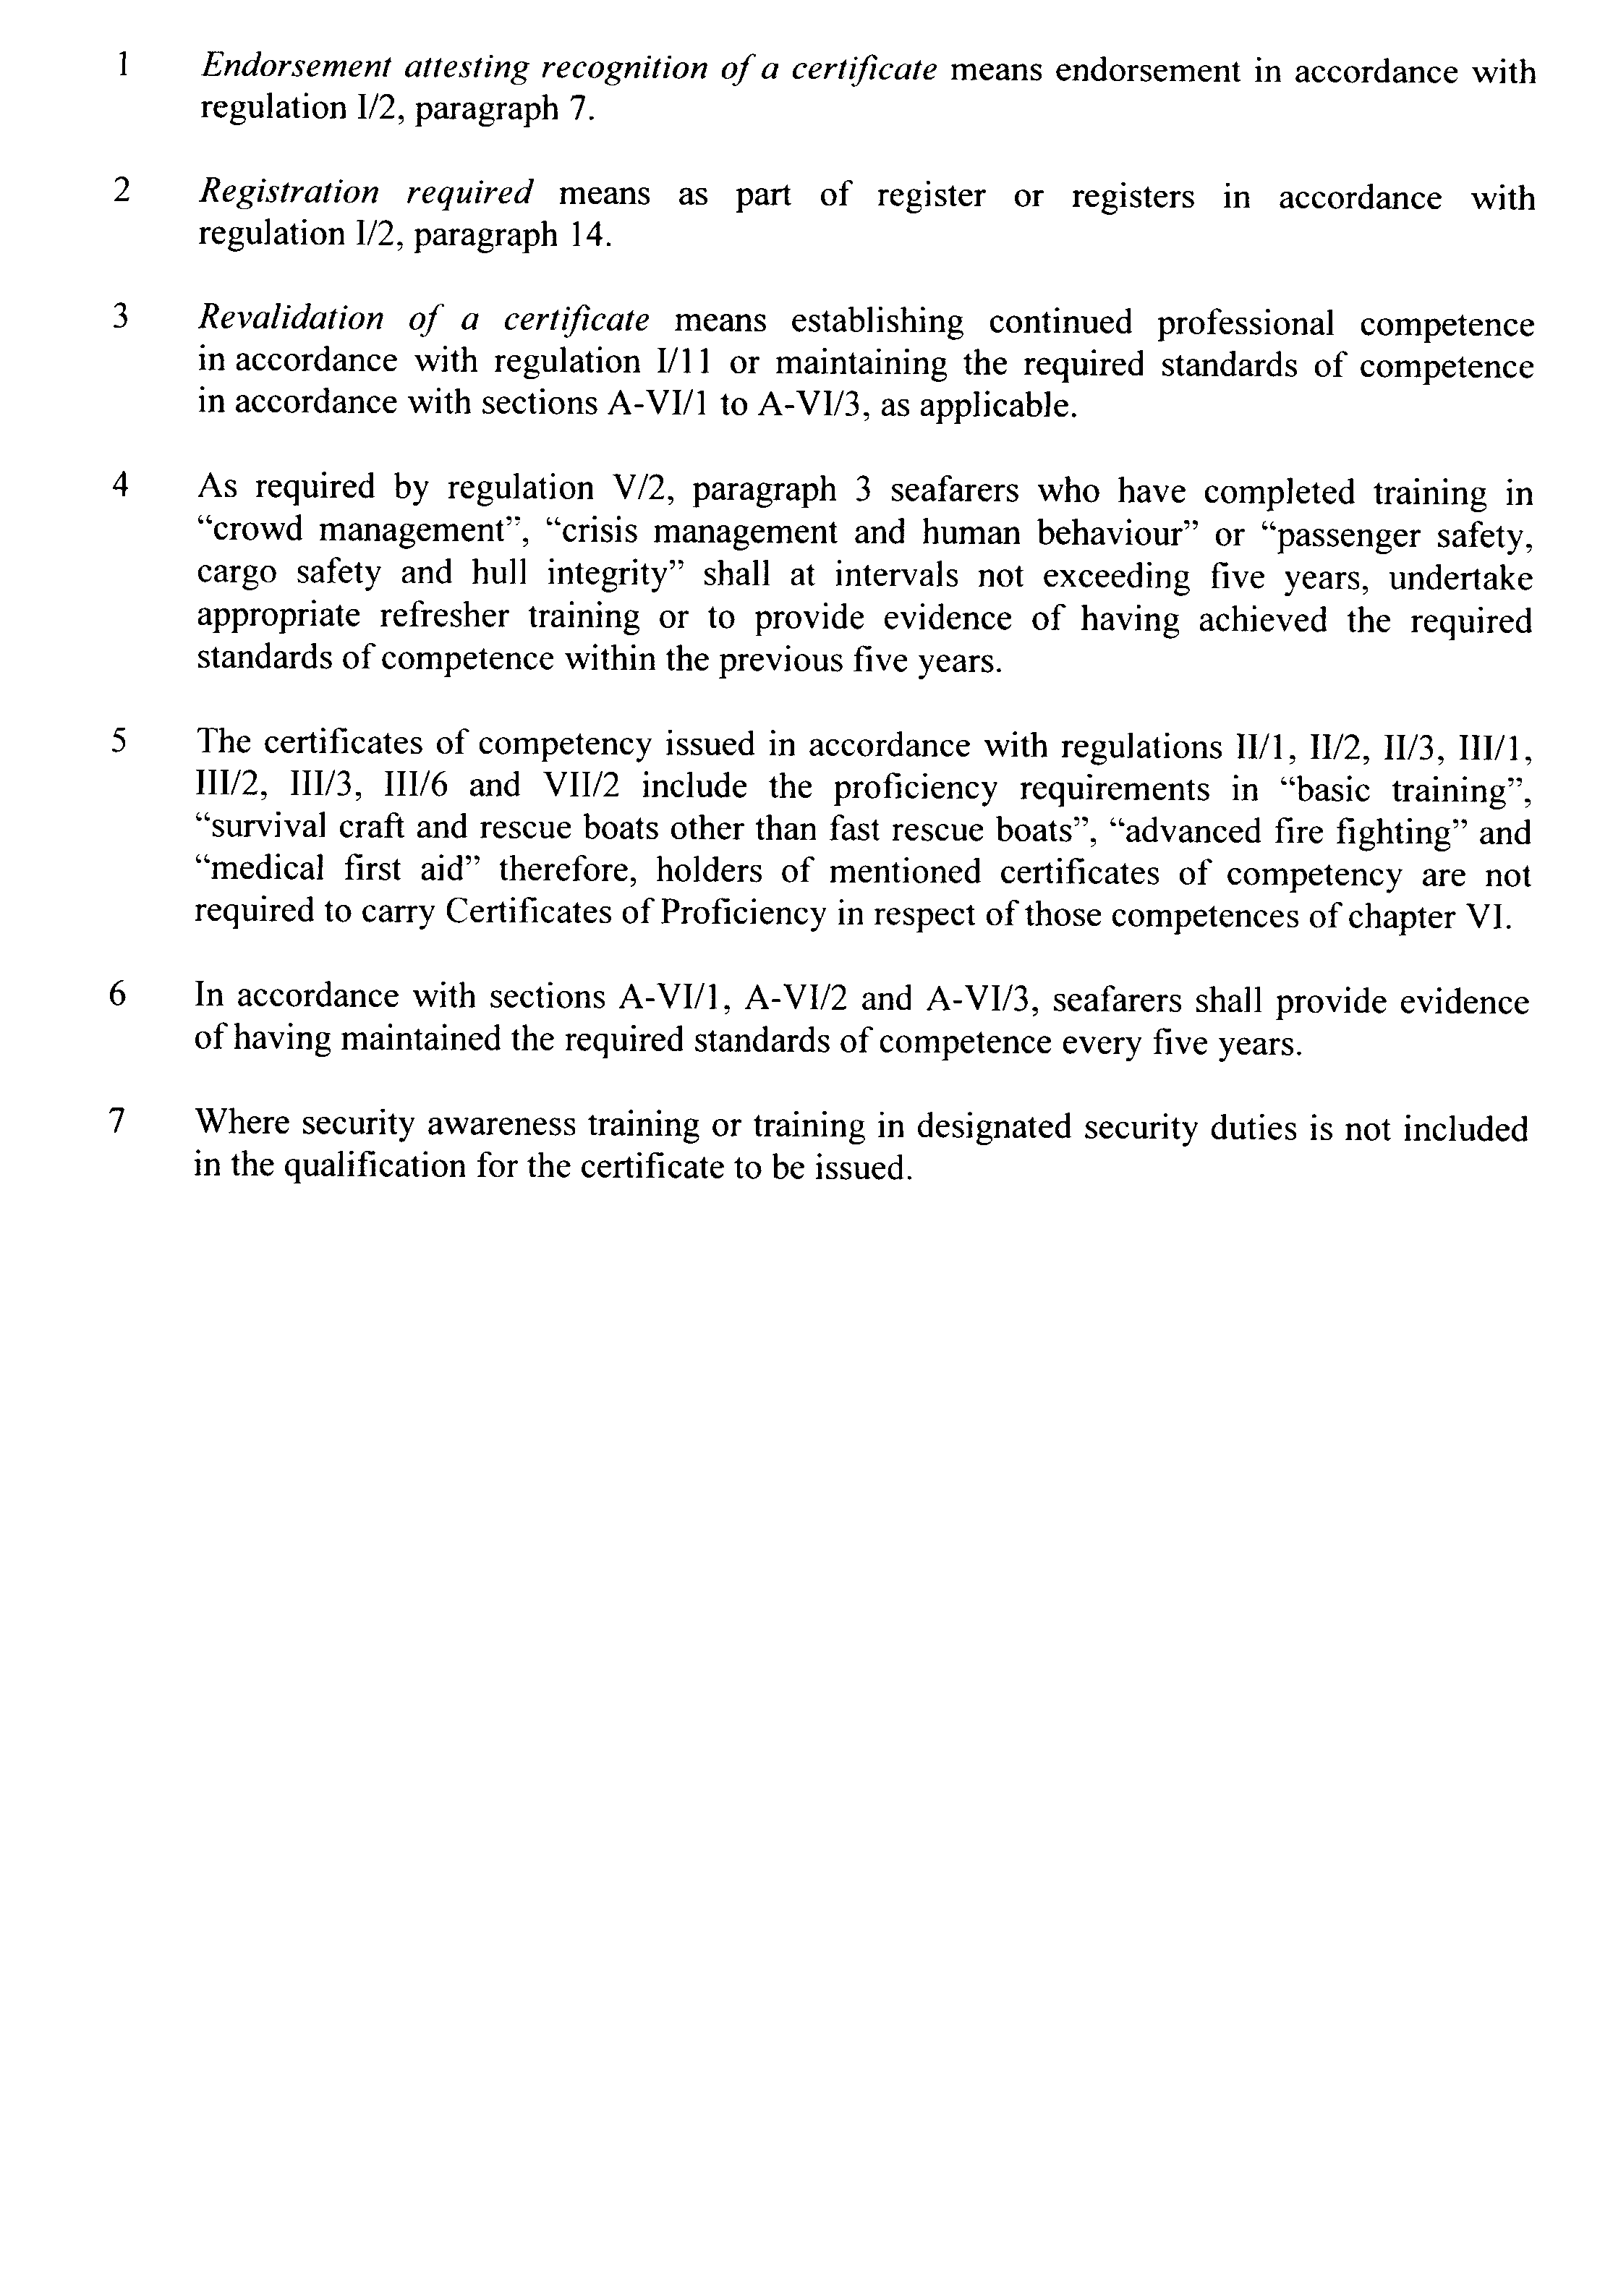 1 Endorsement attesting recognition of a certificate means endorsement in accordance with
regulation I/2, paragraph 7.
2 Registration required means as part of register or registers in accordance with
regulation I/2, paragraph 14.
3 Revalidation of a certificate means establishing continued professional competence
in accordance with regulation I/11 or maintaining the required standards of competence
in accordance with sections A-VI/1 to A-VI/3, as applicable.
4 As required by regulation V/2, paragraph 3 seafarers who have completed training in
“crowd management”, “crisis management and human behaviour” or “passenger safety,
cargo safety and hull integrity” shall at intervals not exceeding five years, undertake
appropriate refresher training or to provide evidence of having achieved the required
standards of competence within the previous five years.
5 The certificates of competency issued in accordance with regulations II/1, II/2, II/3, III/1,
III/2, III/3, III/6 and VII/2 include the proficiency requirements in “basic training”,
“survival craft and rescue boats other than fast rescue boats”, “advanced fire fighting” and
“medical first aid” therefore, holders of mentioned certificates of competency are not
required to carry Certificates of Proficiency in respect of those competences of chapter VI.
6 In accordance with sections A-VI/1, A-VI/2 and A-VI/3, seafarers shall provide evidence
of having maintained the required standards of competence every five years.
7 Where security awareness training or training in designated security duties is not included
in the qualification for the certificate to be issued.